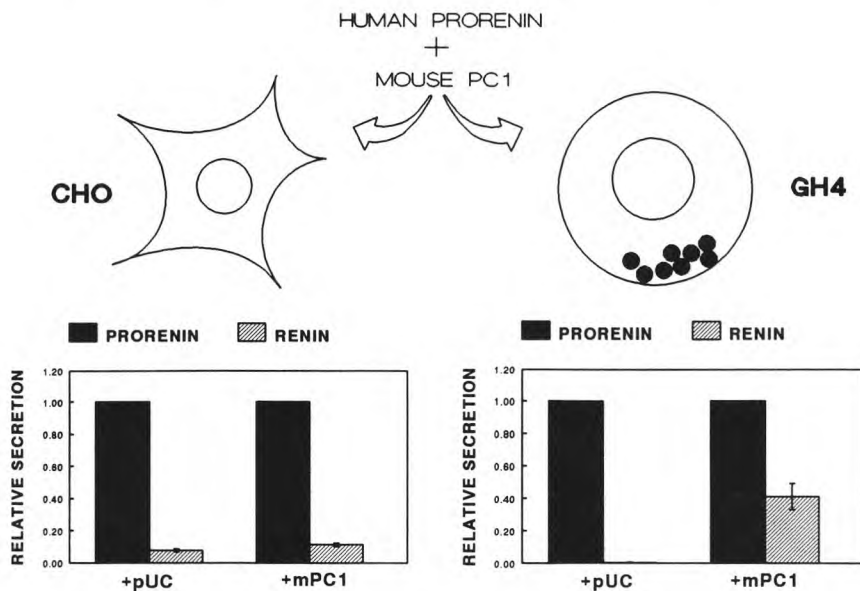 HUMAN PRORENIN
+
MOUSE PC1
CHO
GH4
PRORENIN
RENIN
RELATIVE SECRETION
1.20
1.00
0.80
0.60
0.40
0.20
0.00
+pUC
+mPC1
PRORENIN
RENIN
RELATIVE SECRETION
1.20
1.00
0.80
0.60
0.40
0.20
0.00
+pUC
+mPC1